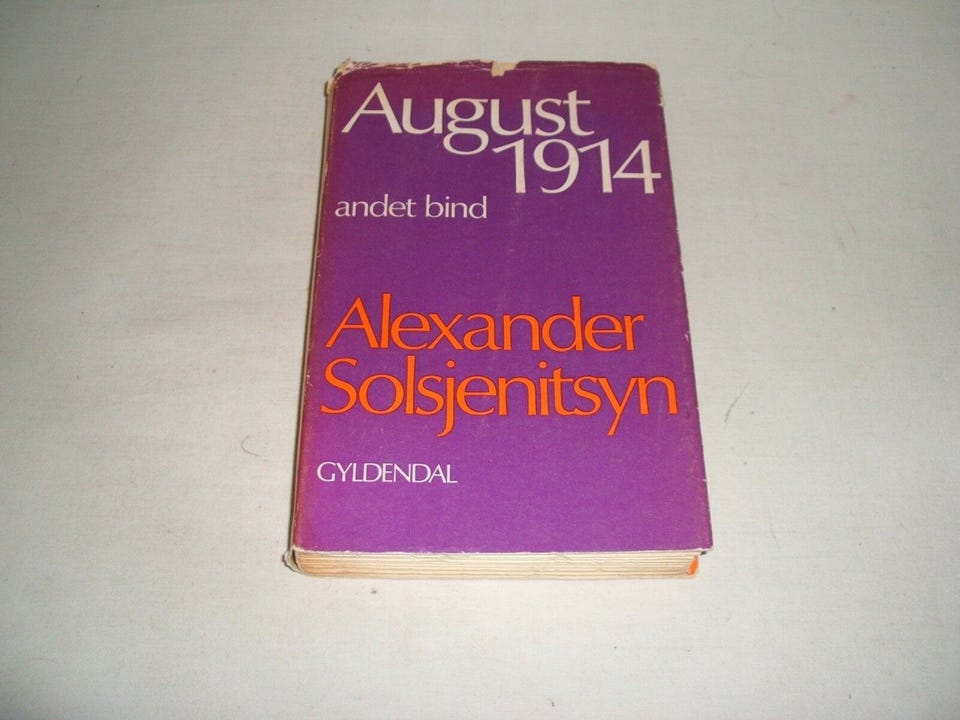 August
1914
andet bind
Alexander
Solsjenitsyn
GYLDENDAL